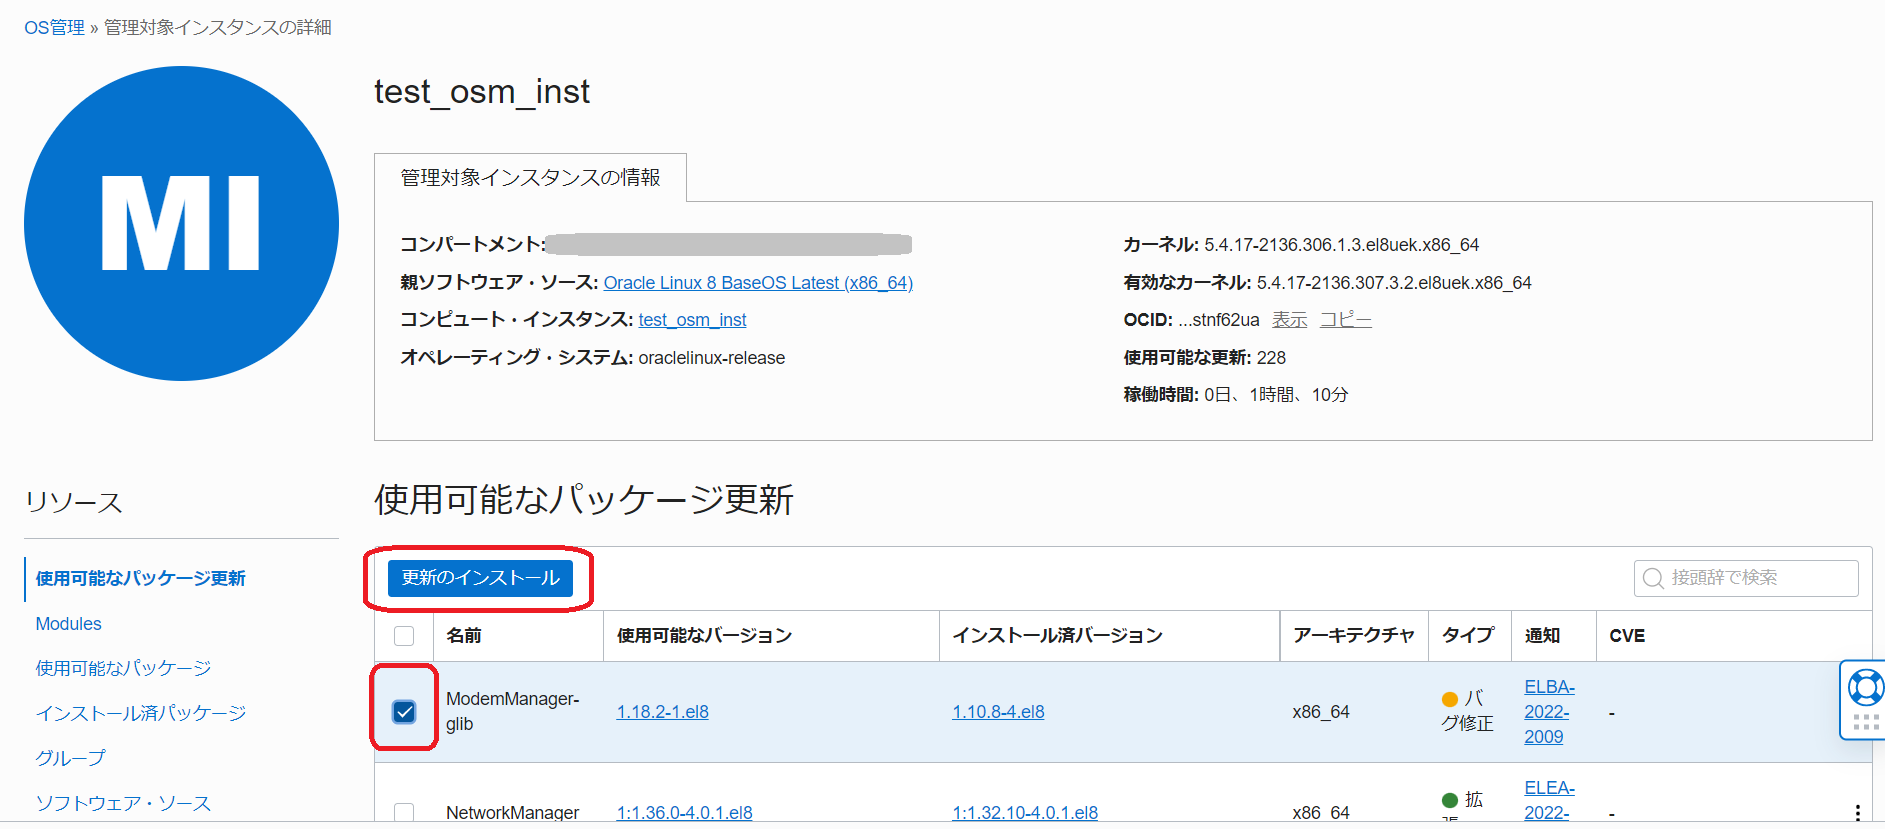 OS管理 » 管理対象インスタンスの詳細
MI
test_osm_inst
管理対象インスタンスの情報
コンパートメント:
親ソフトウェア・ソース: Oracle Linux 8 BaseOS Latest (x86_64)
コンピュート・インスタンス: test_osm_inst
オペレーティング・システム: oraclelinux-release
カーネル: 5.4.17-2136.306.1.3.el8uek.x86_64
有効なカーネル: 5.4.17-2136.307.3.2.el8uek.x86_64
OCID: ...stnf62ua 表示 コピー
使用可能な更新: 228
稼働時間: 0日、1時間、10分
リソース
使用可能なパッケージ更新
Modules
使用可能なパッケージ
インストール済パッケージ
グループ
ソフトウェア・ソース
使用可能なパッケージ更新
更新のインストール
接頭辞で検索
名前 使用可能なバージョン インストール済バージョン アーキテクチャ タイプ 通知 CVE
ModemManager-
glib
1.18.2-1.el8
1.10.8-4.el8
x86_64
バ
グ修正
ELBA-
2022-
2009
-
NetworkManager
1:1.36.0-4.0.1.el8
1:1.32.10-4.0.1.el8
x86_64
拡
ELEA-
2022-
-